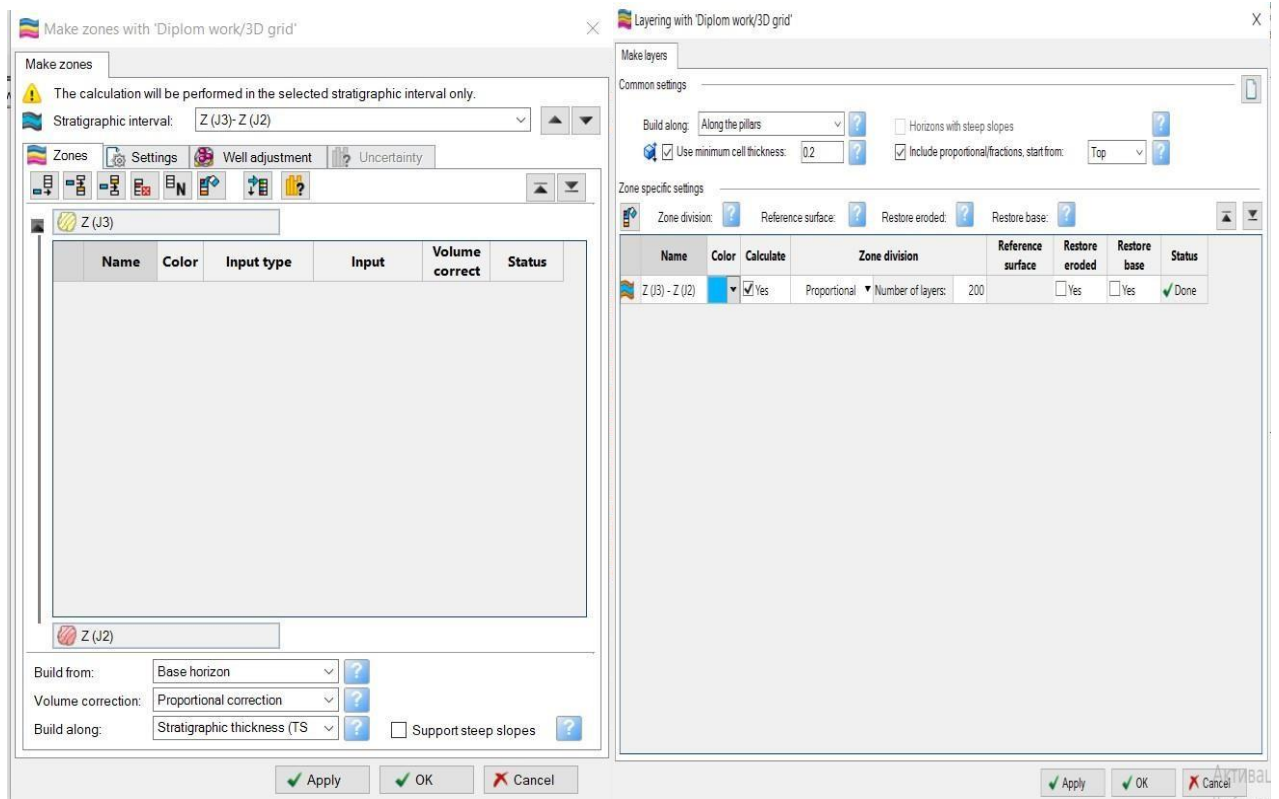 Make zones with 'Diplom work/3D grid'
Make zones
The calculation will be performed in the selected stratigraphic interval only.
Stratigraphic interval: Z (J3)- Z (J2)
Zones Settings Well adjustment Uncertainty
Z (J3)
Name Color Input type Input Volume correct Status
Z (J2)
Build from: Base horizon
Volume correction: Proportional correction
Build along: Stratigraphic thickness (TS Support steep slopes
Apply OK Cancel
Layering with 'Diplom work/3D grid'
Make layers
Common settings
Build along: Along the pillars Horizons with steep slopes
Use minimum cell thickness: 0.2 Include proportional/fractions, start from: Top
Zone specific settings
Zone division: Reference surface: Restore eroded: Restore base:
Name Color Calculate Zone division Reference surface Restore eroded Restore base Status
Z (J3) - Z (J2) Yes Proportional Number of layers: 200 Yes Yes Done
Apply OK Cancel